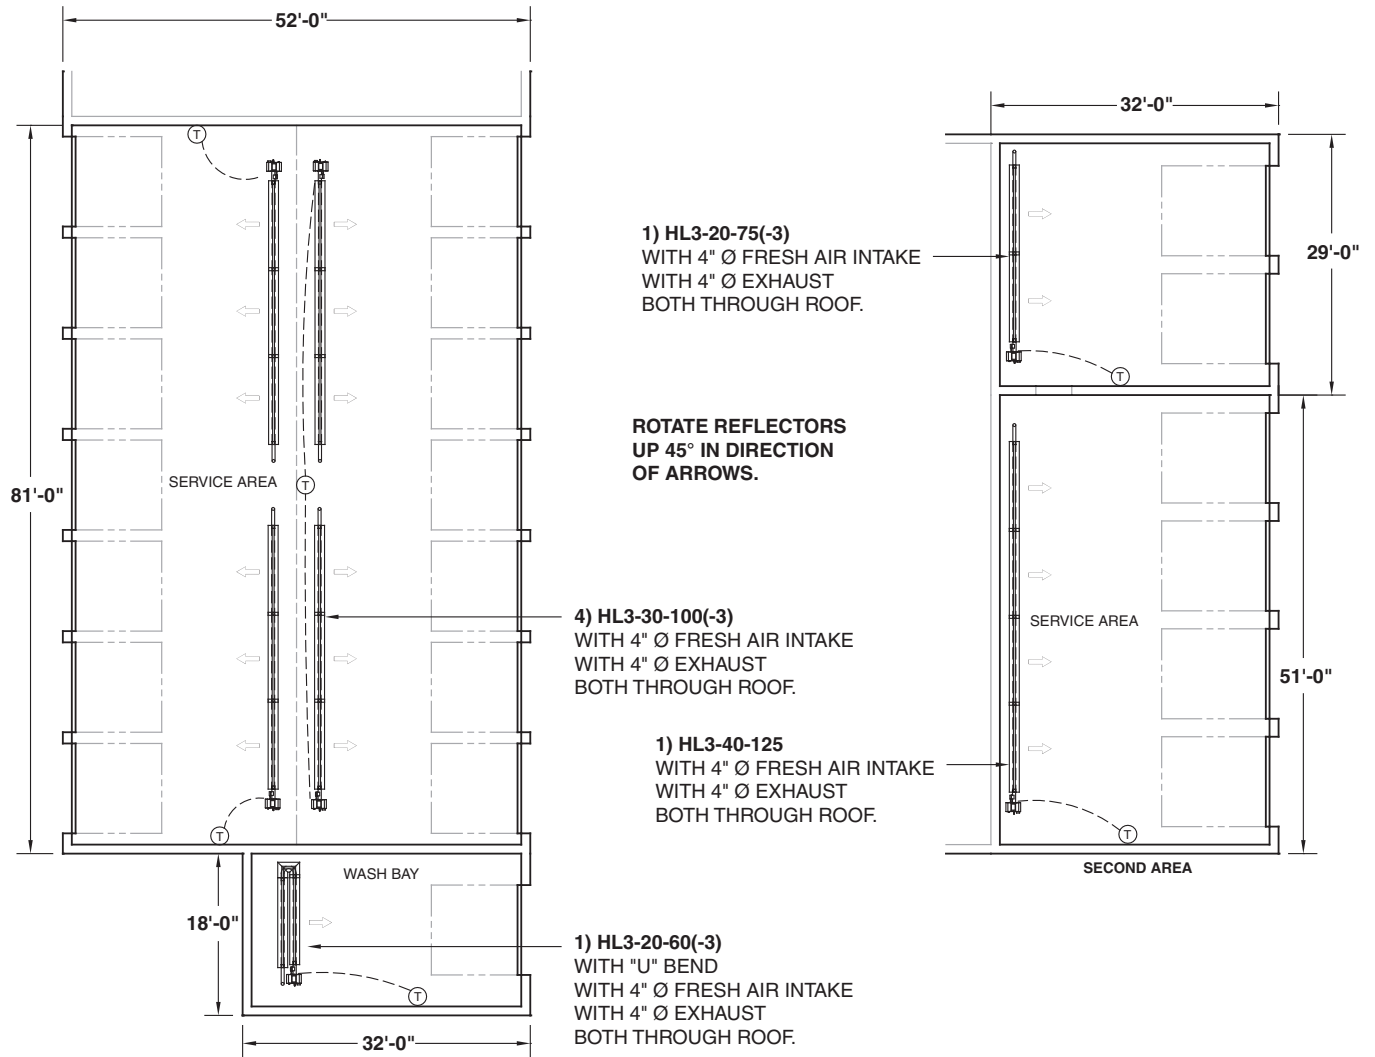 52'-0"
32'-0"
T
1) HL3-20-75(-3)
WITH 4" Ø FRESH AIR INTAKE
WITH 4" Ø EXHAUST
BOTH THROUGH ROOF.
29'-0"
T
ROTATE REFLECTORS
UP 45° IN DIRECTION
OF ARROWS.
SERVICE AREA
T
81'-0"
4) HL3-30-100(-3)
WITH 4" Ø FRESH AIR INTAKE
WITH 4" Ø EXHAUST
BOTH THROUGH ROOF.
SERVICE AREA
51'-0"
1) HL3-40-125
WITH 4" Ø FRESH AIR INTAKE
WITH 4" Ø EXHAUST
BOTH THROUGH ROOF.
T
T
SECOND AREA
WASH BAY
18'-0"
1) HL3-20-60(-3)
WITH "U" BEND
WITH 4" Ø FRESH AIR INTAKE
WITH 4" Ø EXHAUST
BOTH THROUGH ROOF.
T
32'-0"